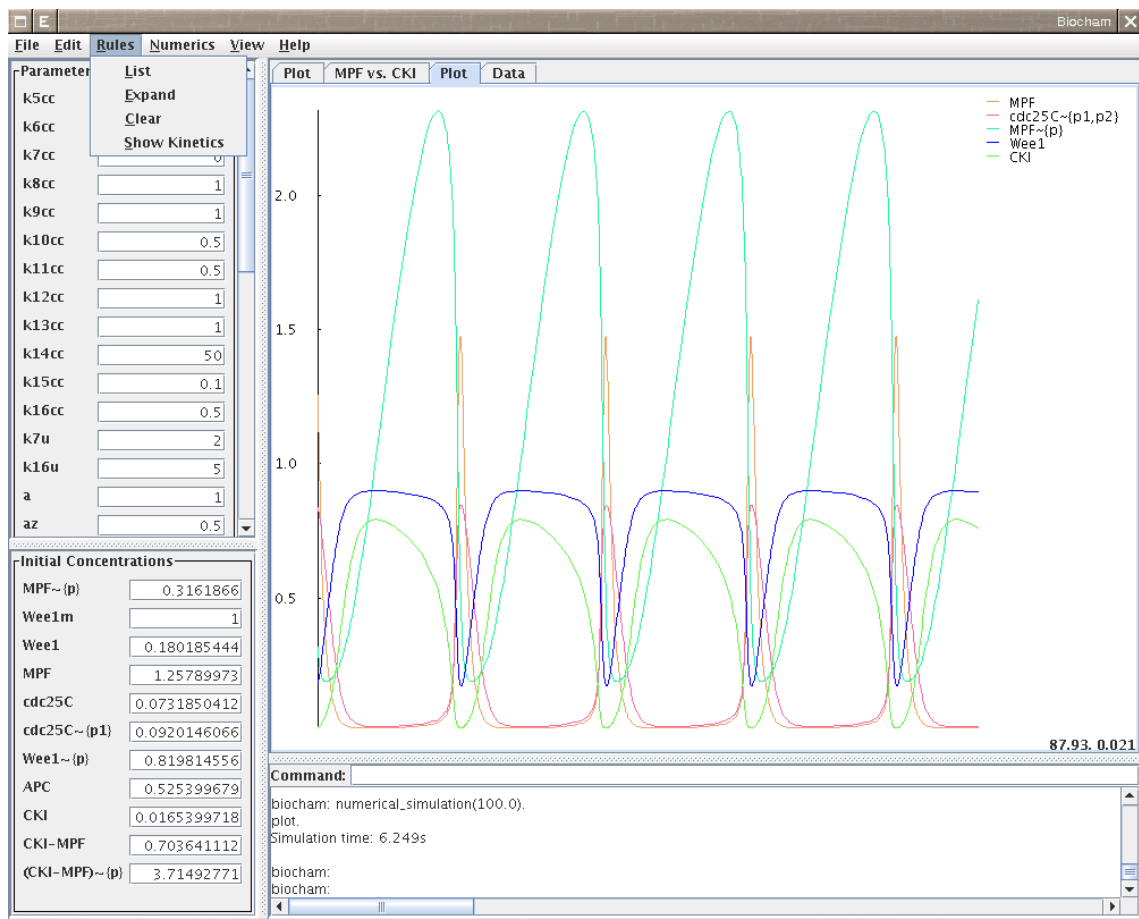 E Biocham
File Edit Rules Numerics View Help
List
Expand
Clear
Show Kinetics
Parameter
k5cc
k6cc
k7cc 0
k8cc 1
k9cc 1
k10cc 0.5
k11cc 0.5
k12cc 1
k13cc 1
k14cc 50
k15cc 0.1
k16cc 0.5
k7u 2
k16u 5
a 1
az 0.5
Initial Concentrations
MPF~{p} 0.3161866
Wee1m 1
Wee1 0.180185444
MPF 1.25789973
cdc25C 0.0731850412
cdc25C~{p1} 0.0920146066
Wee1~{p} 0.819814556
APC 0.525399679
CKI 0.0165399718
CKI-MPF 0.703641112
(CKI-MPF)~{p} 3.71492771
Plot MPF vs. CKI Plot Data
MPF
cdc25C~{p1,p2}
MPF~{p}
Wee1
CKI
2.0
1.5
1.0
0.5
87.93, 0.021
Command:
biocham: numerical_simulation(100.0).
plot.
Simulation time: 6.249s
biocham:
biocham: